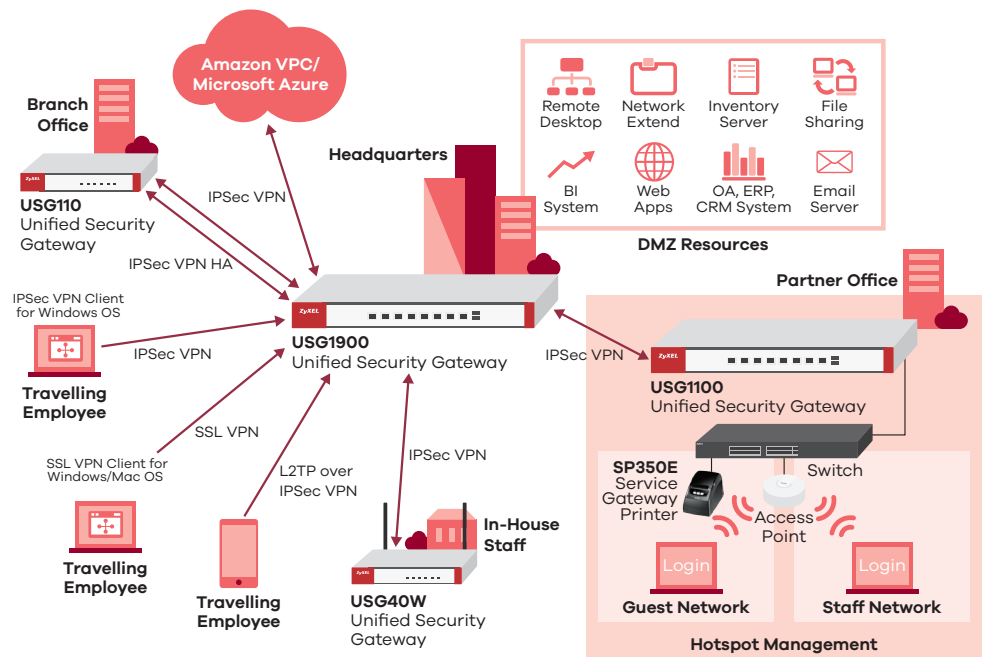 Amazon VPC/
Microsoft Azure
Branch
Office
ZyXEL
USG110
Unified Security
Gateway
IPSec VPN
IPSec VPN HA
Headquarters
Remote
Desktop
Network
Extend
Inventory
Server
File
Sharing
BI
System
Web
Apps
OA, ERP,
CRM System
Email
Server
DMZ Resources
Partner Office
IPSec VPN Client
for Windows OS
IPSec VPN
Travelling
Employee
ZyXEL
USG1900
Unified Security Gateway
IPSec VPN
ZyXEL
USG1100
Unified Security Gateway
SSL VPN
SSL VPN Client for
Windows/Mac OS
Travelling
Employee
L2TP over
IPSec VPN
Travelling
Employee
IPSec VPN
In-House
Staff
ZyXEL
USG40W
Unified Security
Gateway
SP350E
Service
Gateway
Printer
Switch
Access
Point
Login
Guest Network
Login
Staff Network
Hotspot Management